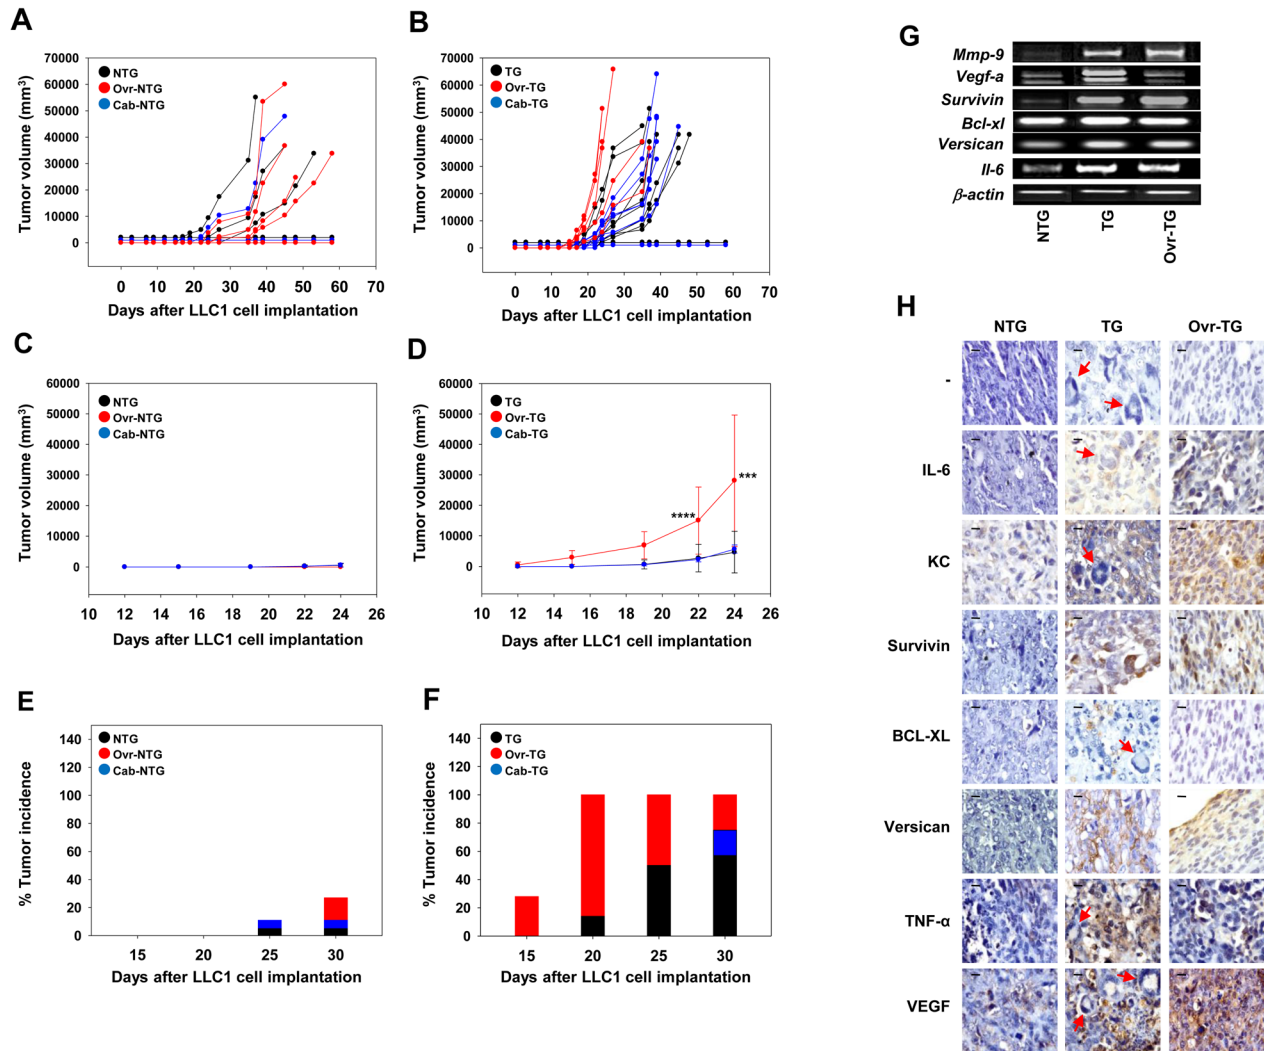 A
Tumor volume (mm³)
70000
60000
50000
40000
30000
20000
10000
0
NTG
Ovr-NTG
Cab-NTG
0 10 20 30 40 50 60 70
Days after LLC1 cell implantation
B
Tumor volume (mm³)
70000
60000
50000
40000
30000
20000
10000
0
TG
Ovr-TG
Cab-TG
0 10 20 30 40 50 60 70
Days after LLC1 cell implantation
C
Tumor volume (mm³)
60000
50000
40000
30000
20000
10000
0
NTG
Ovr-NTG
Cab-NTG
10 12 14 16 18 20 22 24 26
Days after LLC1 cell implantation
D
Tumor volume (mm³)
60000
50000
40000
30000
20000
10000
0
TG
Ovr-TG
Cab-TG
****
***
10 12 14 16 18 20 22 24 26
Days after LLC1 cell implantation
E
% Tumor incidence
140
120
100
80
60
40
20
0
NTG
Ovr-NTG
Cab-NTG
15 20 25 30
Days after LLC1 cell implantation
F
% Tumor incidence
140
120
100
80
60
40
20
0
TG
Ovr-TG
Cab-TG
15 20 25 30
Days after LLC1 cell implantation
G
Mmp-9
Vegf-a
Survivin
Bcl-xl
Versican
Il-6
β-actin
NTG
TG
Ovr-TG
H
NTG TG Ovr-TG
-
IL-6
KC
Survivin
BCL-XL
Versican
TNF-α
VEGF